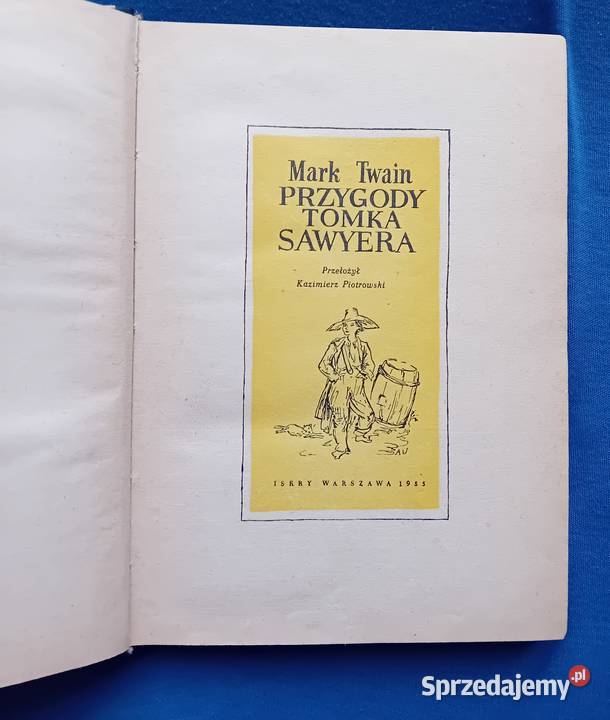 Mark Twain
PRZYGODY
TOMKA
SAWYERA
Przełożył
Kazimierz Piotrowski
ISKRY WARSZAWA 1955
Sprzedajemy.pl